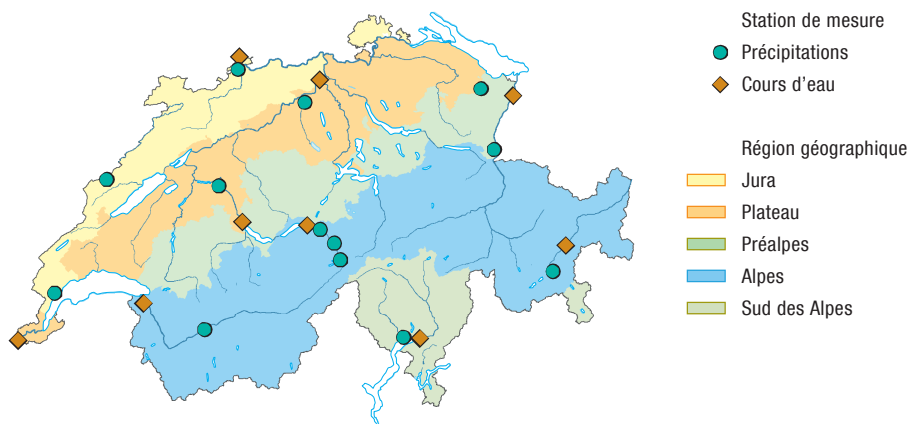 Station de mesure
Précipitations
Cours d'eau
Région géographique
Jura
Plateau
Préalpes
Alpes
Sud des Alpes